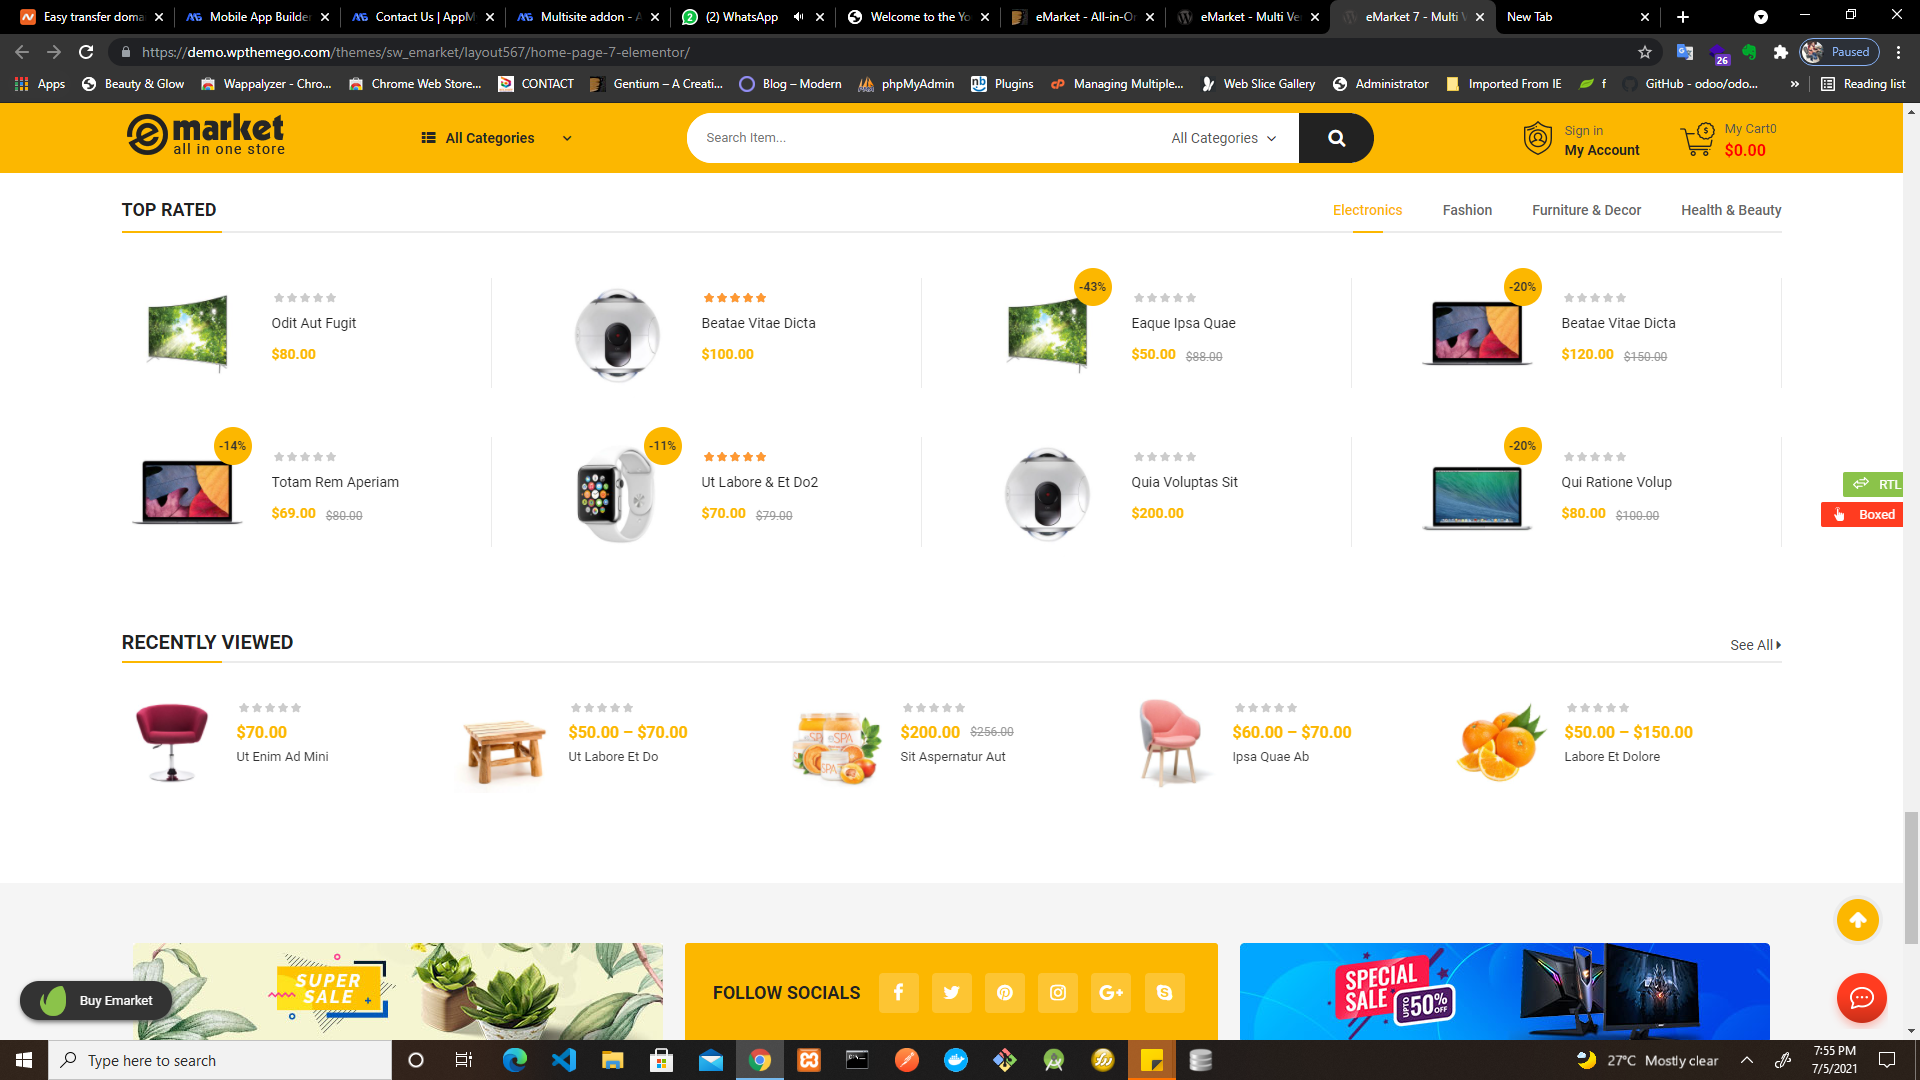 Easy transfer doma
Mobile App Builder
Contact Us | AppM
Multisite addon - A
(2) WhatsApp
Welcome to the Yo
eMarket - All-in-O
eMarket - Multi Ve
eMarket 7 - Multi V
New Tab
https://demo.wpthemego.com/themes/sw_emarket/layout567/home-page-7-elementor/
26
Paused
Apps
Beauty & Glow
Wappalyzer - Chro...
Chrome Web Store...
CONTACT
Gentium – A Creati...
Blog – Modern
phpMyAdmin
Plugins
Managing Multiple...
Web Slice Gallery
Administrator
Imported From IE
f
GitHub - odoo/odo...
»
Reading list
e market
all in one store
All Categories
Search Item...
All Categories
Sign in
My Account
My Cart0
$0.00
TOP RATED
Electronics
Fashion
Furniture & Decor
Health & Beauty
Odit Aut Fugit
$80.00
Beatae Vitae Dicta
$100.00
-43%
Eaque Ipsa Quae
$50.00 $88.00
-20%
Beatae Vitae Dicta
$120.00 $150.00
-14%
Totam Rem Aperiam
$69.00 $80.00
-11%
Ut Labore & Et Do2
$70.00 $79.00
Quia Voluptas Sit
$200.00
-20%
Qui Ratione Volup
$80.00 $100.00
RTL
Boxed
RECENTLY VIEWED
See All
$70.00
Ut Enim Ad Mini
$50.00 – $70.00
Ut Labore Et Do
$200.00 $256.00
Sit Aspernatur Aut
$60.00 – $70.00
Ipsa Quae Ab
$50.00 – $150.00
Labore Et Dolore
SUPER
SALE
FOLLOW SOCIALS
SPECIAL
SALE
UP TO
50%
OFF
Buy Emarket
Type here to search
27°C Mostly clear
7:55 PM
7/5/2021